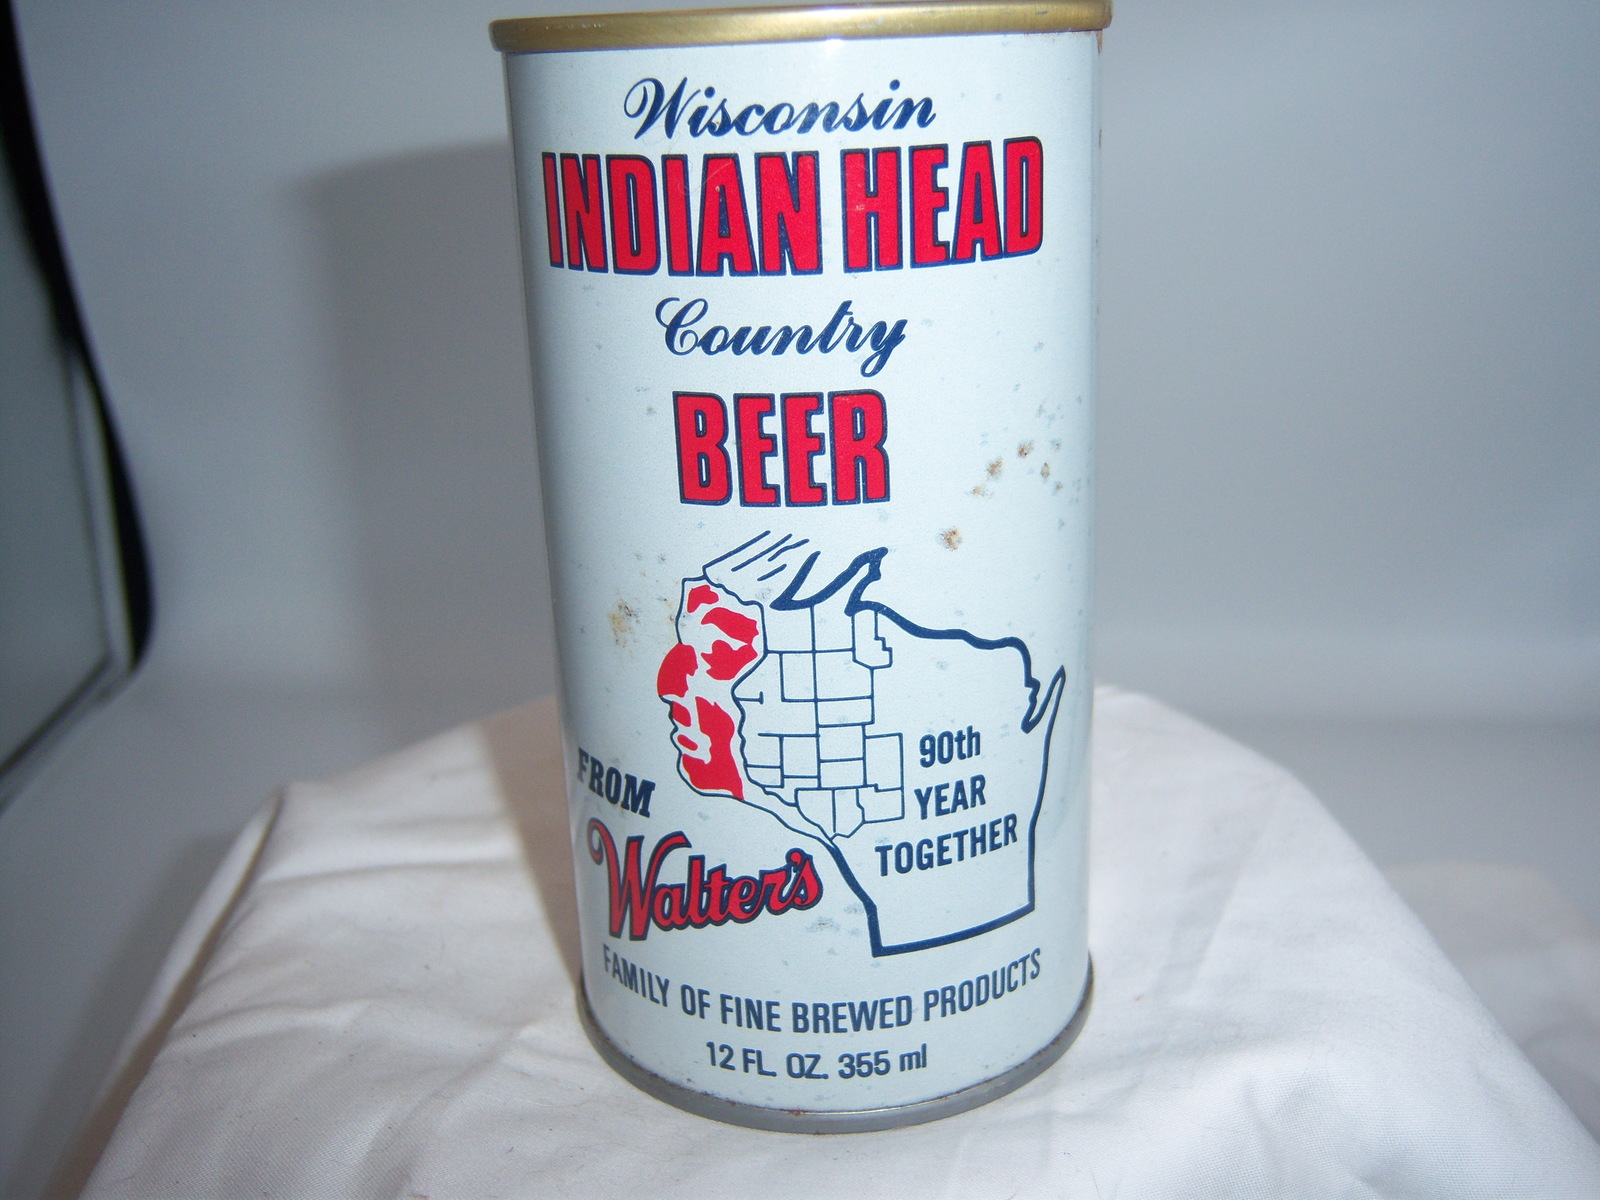 Wisconsin
INDIAN HEAD
Country
BEER
90th
YEAR
TOGETHER
FROM
Walter's
FAMILY OF FINE BREWED PRODUCTS
12 FL. OZ. 355 ml